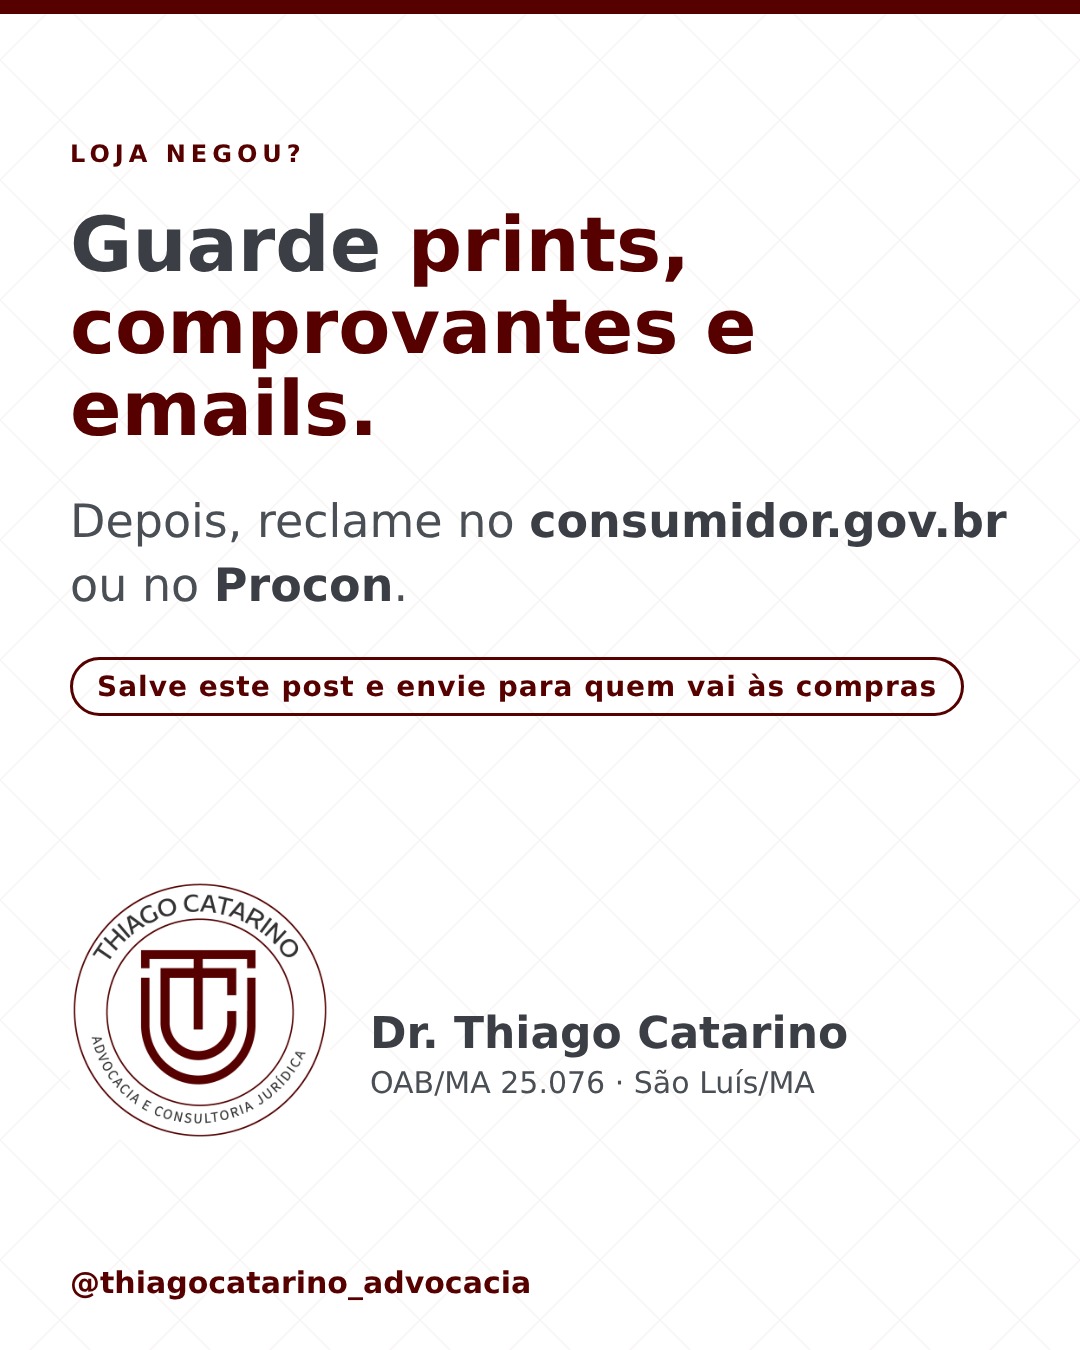 LOJA NEGOU?
Guarde prints,
comprovantes e
emails.
Depois, reclame no consumidor.gov.br
ou no Procon.
Salve este post e envie para quem vai às compras
THIAGO CATARINO
ADVOCACIA E CONSULTORIA JURÍDICA
Dr. Thiago Catarino
OAB/MA 25.076 · São Luís/MA
@thiagocatarino_advocacia